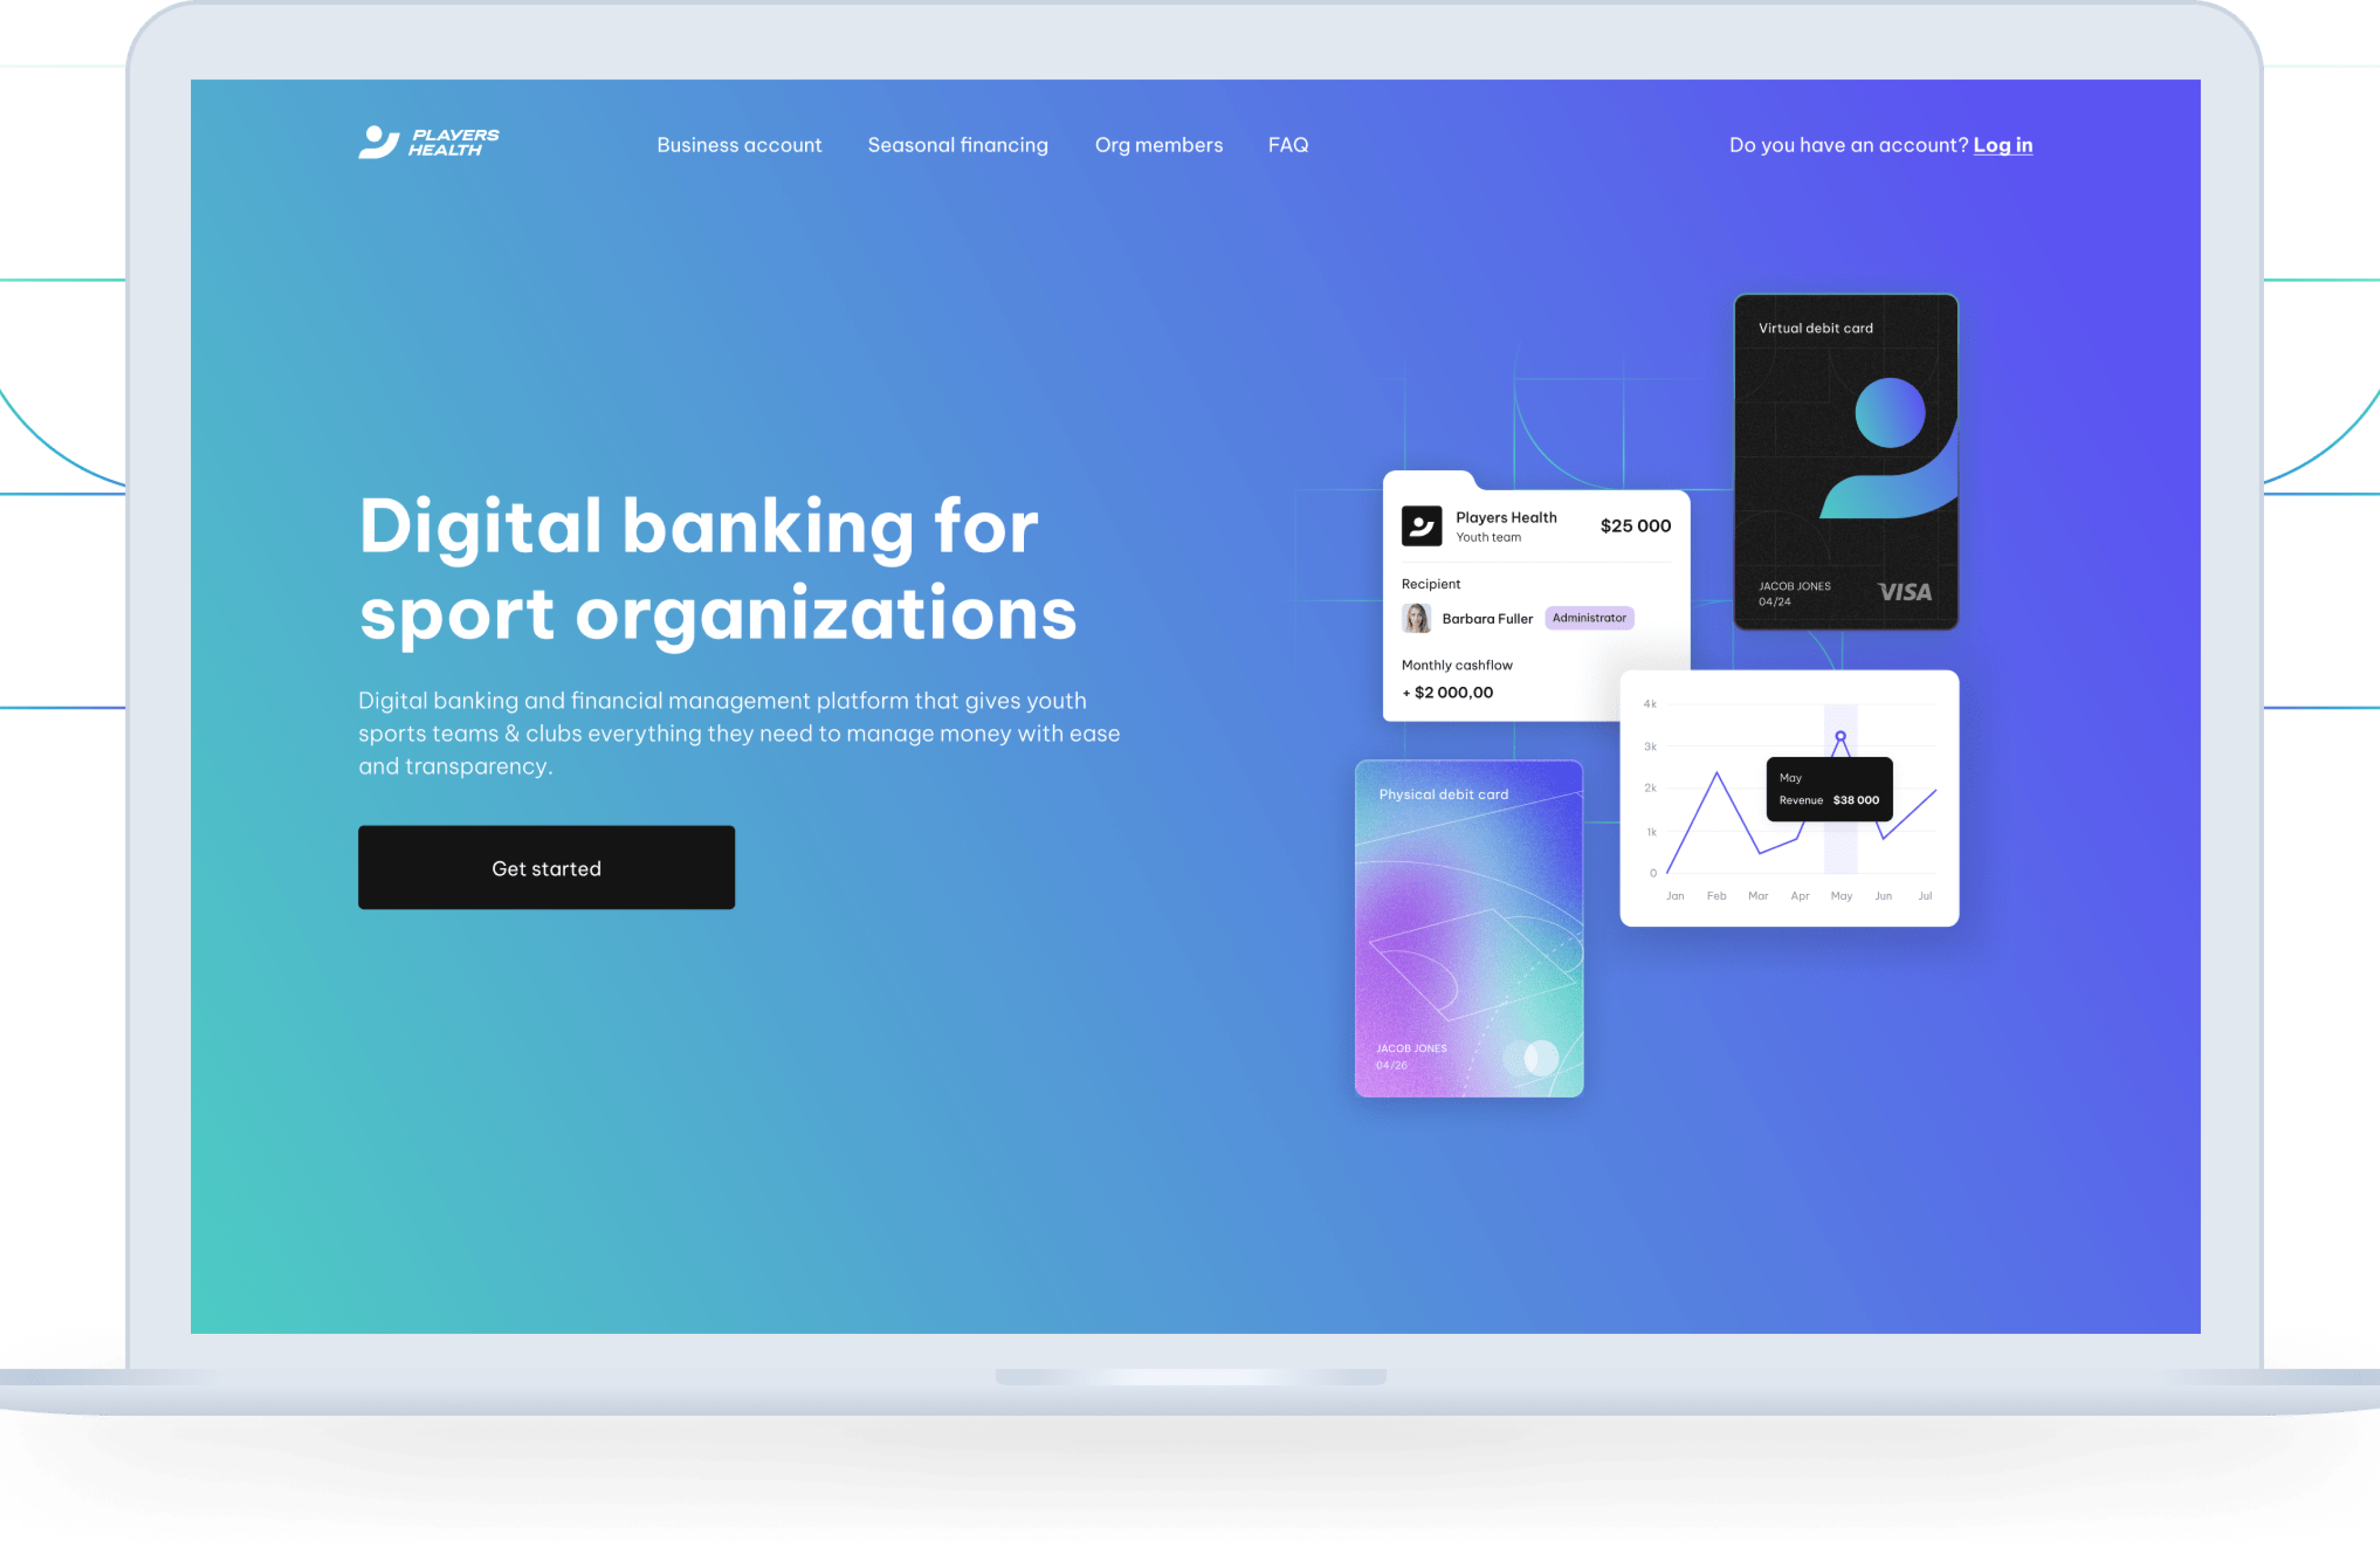 PLAYERS
HEALTH
Business account
Seasonal financing
Org members
FAQ
Do you have an account? Log in
Digital banking for
sport organizations
Digital banking and financial management platform that gives youth
sports teams & clubs everything they need to manage money with ease
and transparency.
Get started
Virtual debit card
JACOB JONES
04/24
VISA
Players Health
Youth team
$25 000
Recipient
Barbara Fuller
Administrator
Monthly cashflow
+ $2 000,00
4k
3k
2k
1k
0
May
Revenue $38 000
Jan Feb Mar Apr May Jun Jul
Physical debit card
JACOB JONES
04/26